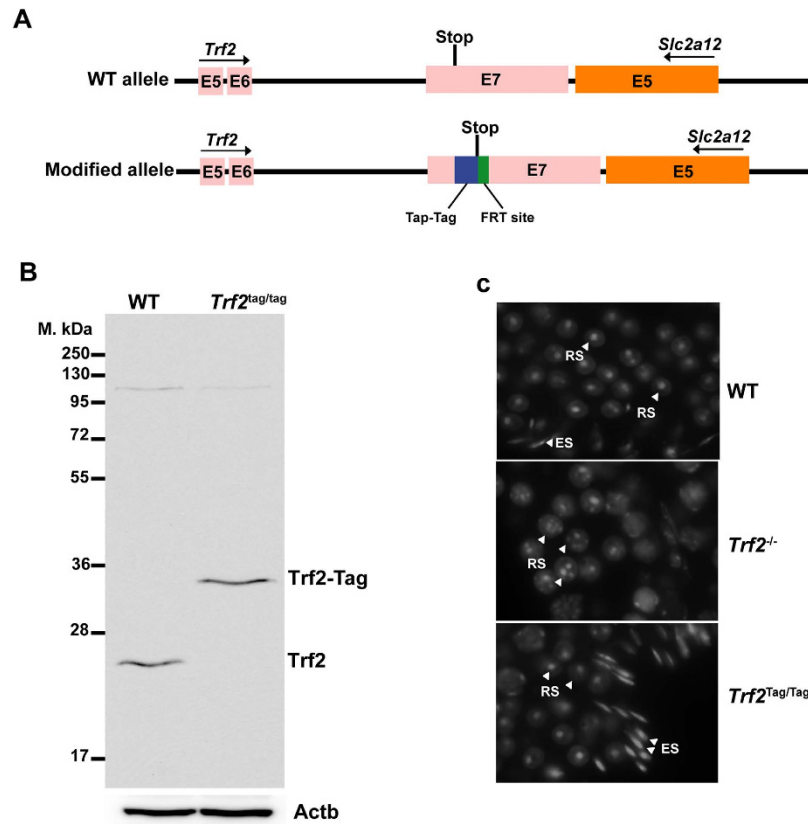 A
Trf2
Stop
Slc2a12
WT allele
E5
E6
E7
E5
Trf2
Stop
Slc2a12
Modified allele
E5
E6
E7
E5
Tap-Tag
FRT site
B
WT
Trf2tag/tag
M. kDa
250
130
95
72
55
36
28
17
Trf2-Tag
Trf2
Actb
c
RS
RS
ES
WT
RS
Trf2-/-
RS
ES
Trf2Tag/Tag